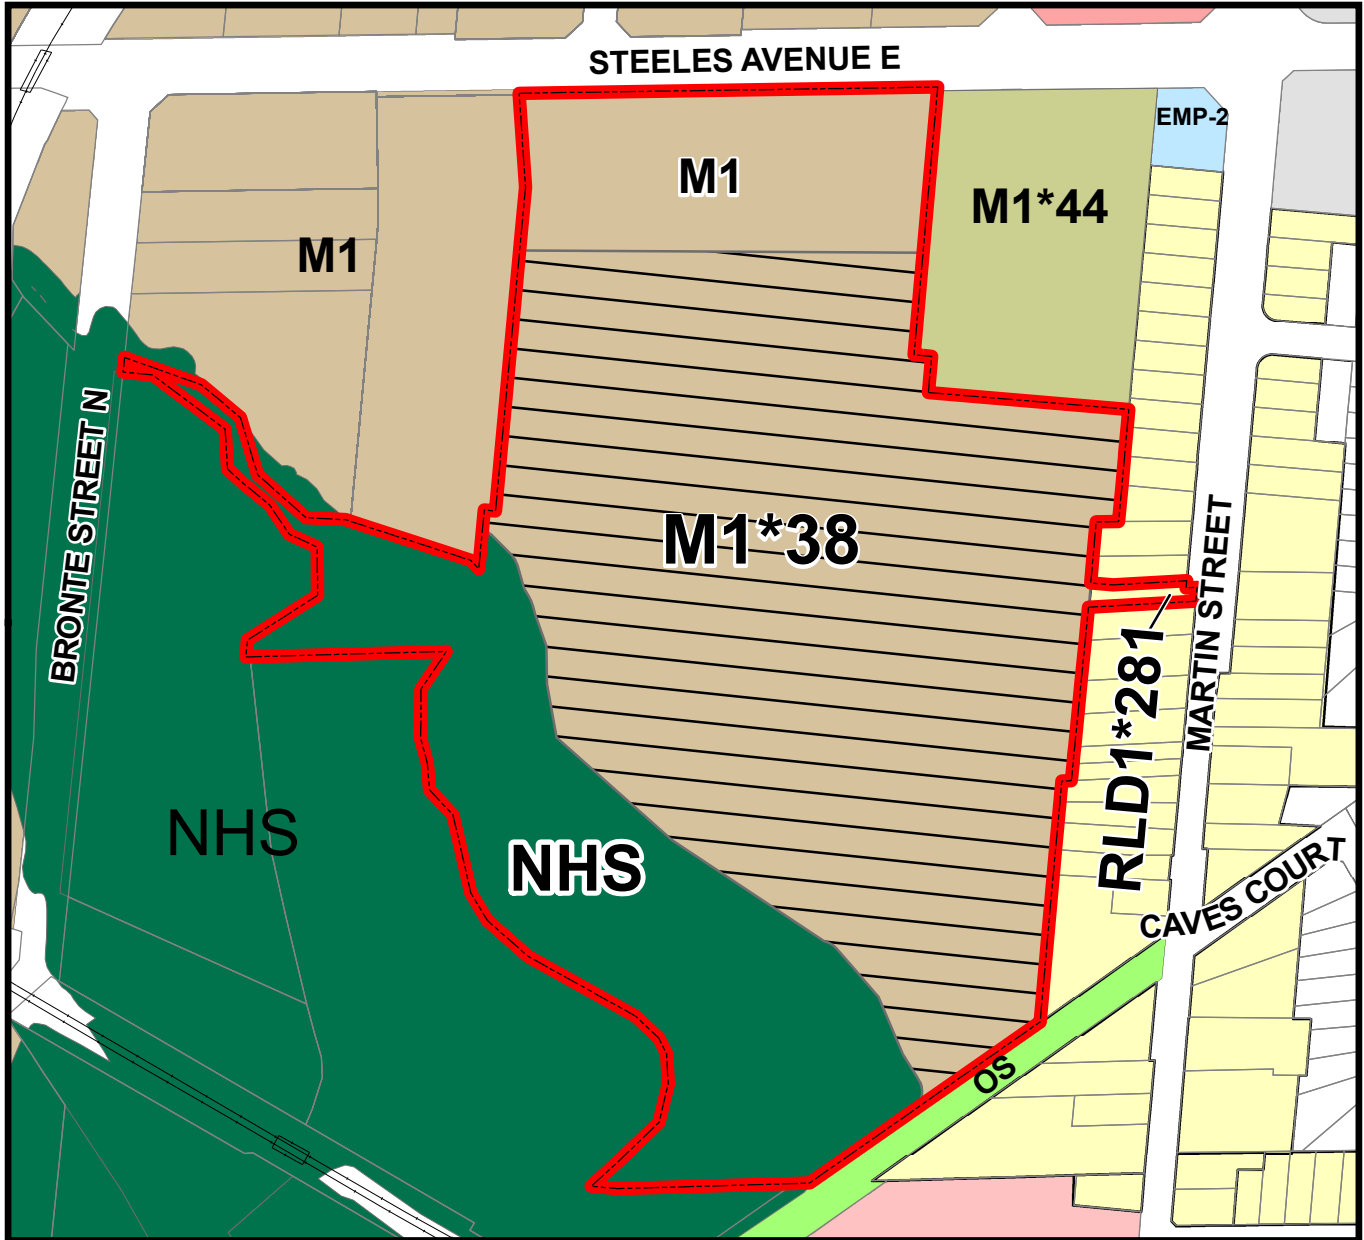 STEELES AVENUE E
EMP-2
M1
M1*44
M1
M1*38
BRONTE STREET N
MARTIN STREET
RLD1*281
NHS
NHS
CAVES COURT
OS